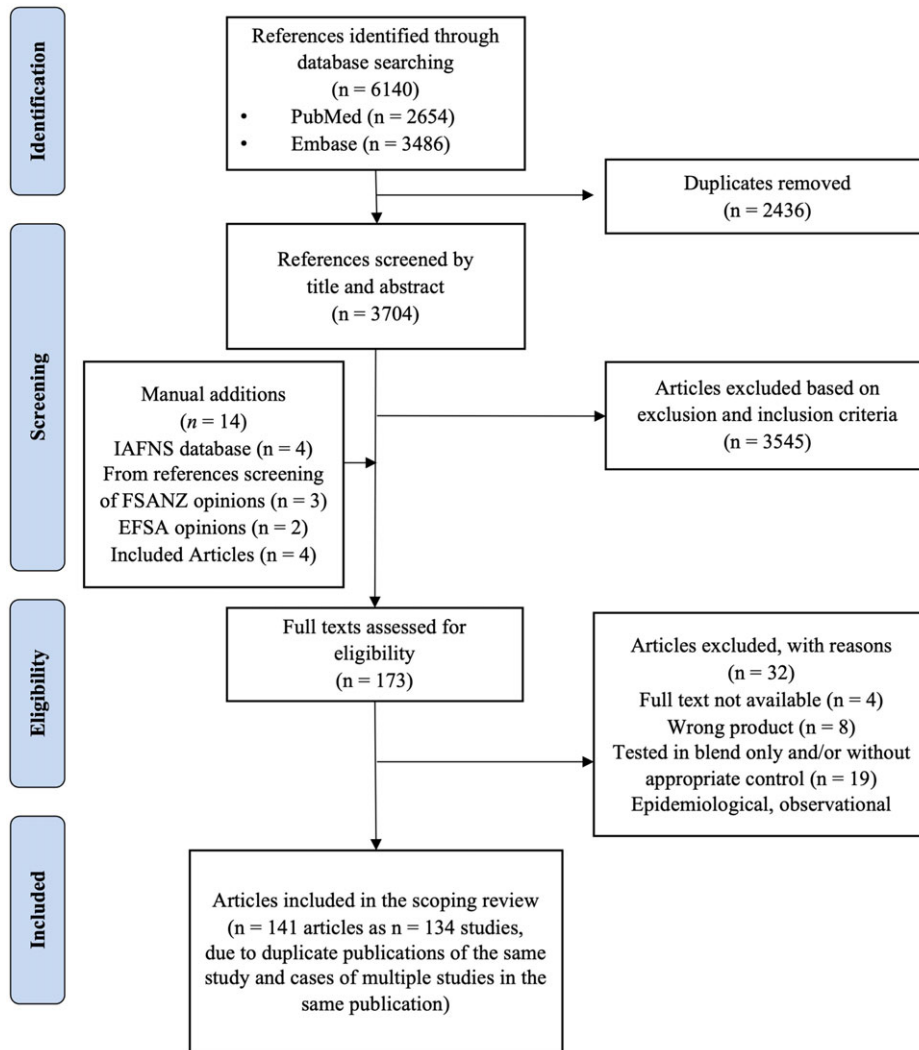 Identification
References identified through
database searching
(n = 6140)
• PubMed (n = 2654)
• Embase (n = 3486)
Duplicates removed
(n = 2436)
Screening
References screened by
title and abstract
(n = 3704)
Manual additions
(n = 14)
IAFNS database (n = 4)
From references screening
of FSANZ opinions (n = 3)
EFSA opinions (n = 2)
Included Articles (n = 4)
Articles excluded based on
exclusion and inclusion criteria
(n = 3545)
Eligibility
Full texts assessed for
eligibility
(n = 173)
Articles excluded, with reasons
(n = 32)
Full text not available (n = 4)
Wrong product (n = 8)
Tested in blend only and/or without
appropriate control (n = 19)
Epidemiological, observational
Included
Articles included in the scoping review
(n = 141 articles as n = 134 studies,
due to duplicate publications of the same
study and cases of multiple studies in the
same publication)